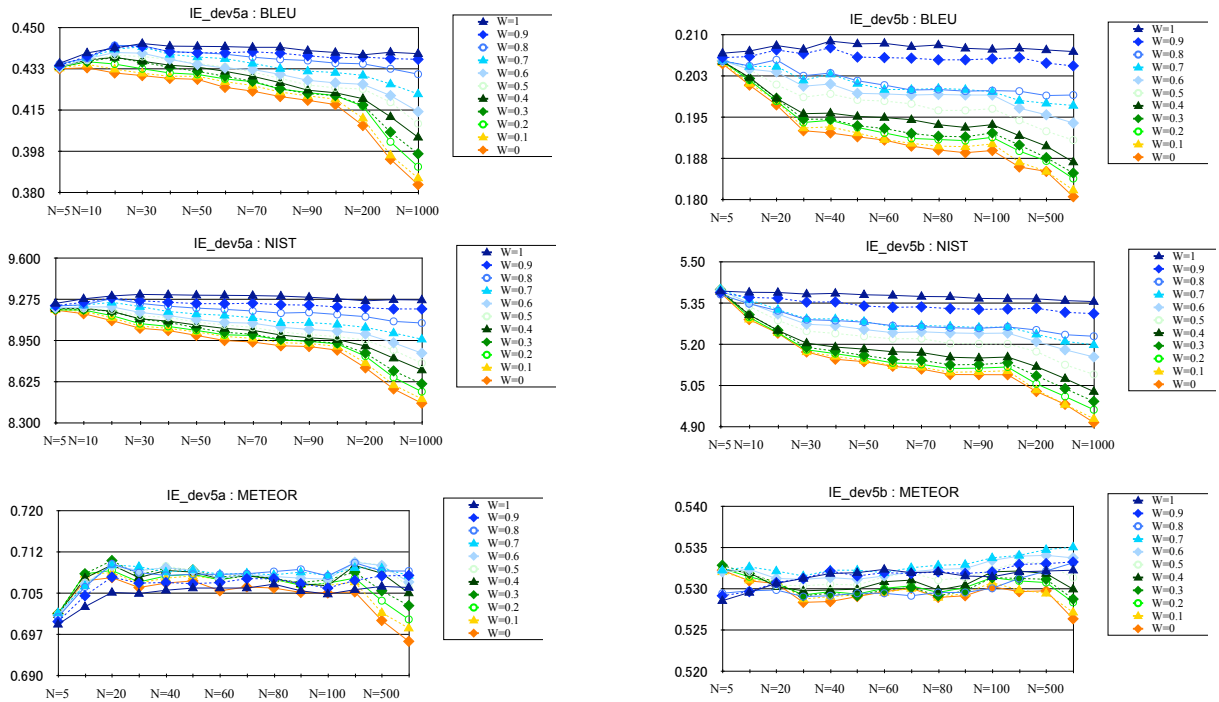 IE_dev5a : BLEU
0.450
0.433
0.415
0.398
0.380
N=5 N=10 N=30 N=50 N=70 N=90 N=200 N=1000
W=1
W=0.9
W=0.8
W=0.7
W=0.6
W=0.5
W=0.4
W=0.3
W=0.2
W=0.1
W=0
IE_dev5b : BLEU
0.210
0.203
0.195
0.188
0.180
N=5 N=20 N=40 N=60 N=80 N=100 N=500
W=1
W=0.9
W=0.8
W=0.7
W=0.6
W=0.5
W=0.4
W=0.3
W=0.2
W=0.1
W=0
IE_dev5a : NIST
9.600
9.275
8.950
8.625
8.300
N=5 N=10 N=30 N=50 N=70 N=90 N=200 N=1000
W=1
W=0.9
W=0.8
W=0.7
W=0.6
W=0.5
W=0.4
W=0.3
W=0.2
W=0.1
W=0
IE_dev5b : NIST
5.50
5.35
5.20
5.05
4.90
N=5 N=10 N=30 N=50 N=70 N=90 N=200 N=1000
W=1
W=0.9
W=0.8
W=0.7
W=0.6
W=0.5
W=0.4
W=0.3
W=0.2
W=0.1
W=0
IE_dev5a : METEOR
0.720
0.712
0.705
0.697
0.690
N=5 N=20 N=40 N=60 N=80 N=100 N=500
W=1
W=0.9
W=0.8
W=0.7
W=0.6
W=0.5
W=0.4
W=0.3
W=0.2
W=0.1
W=0
IE_dev5b : METEOR
0.540
0.535
0.530
0.525
0.520
N=5 N=20 N=40 N=60 N=80 N=100 N=500
W=1
W=0.9
W=0.8
W=0.7
W=0.6
W=0.5
W=0.4
W=0.3
W=0.2
W=0.1
W=0